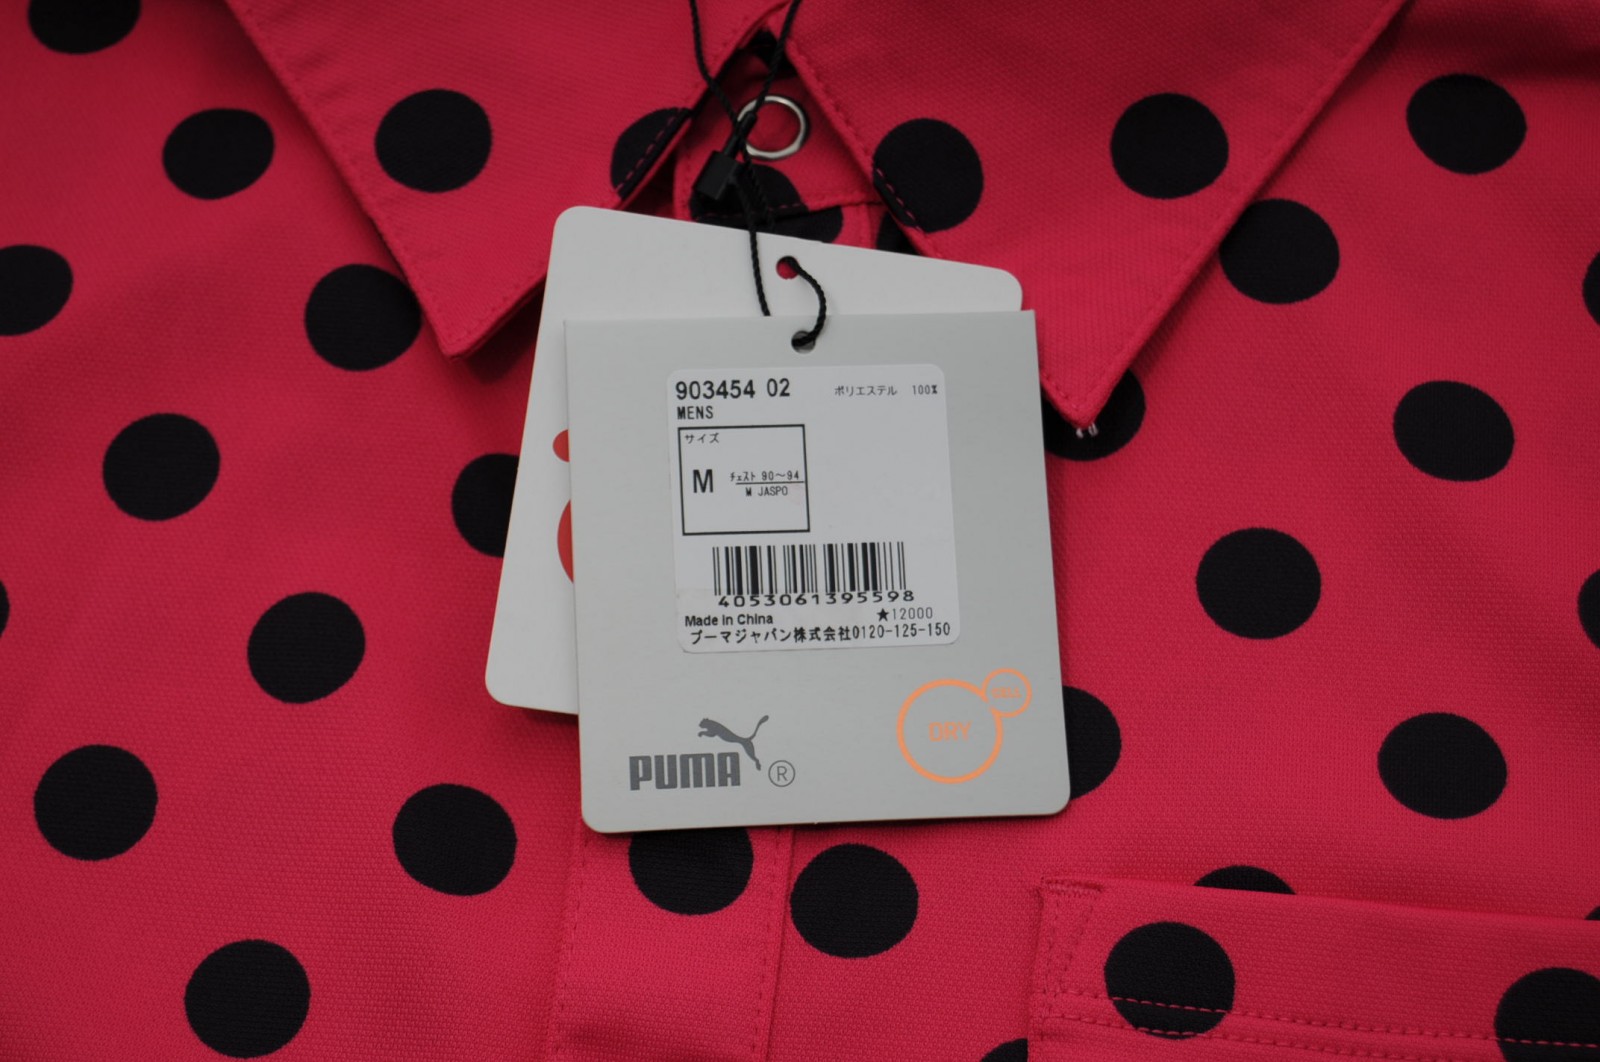 903454 02 ポリエステル 100%
MENS
サイズ
M チェスト 90～94
M JASPO
4053061395598
★12000
Made in China
プーマジャパン株式会社0120-125-150
PUMA ®
DRY